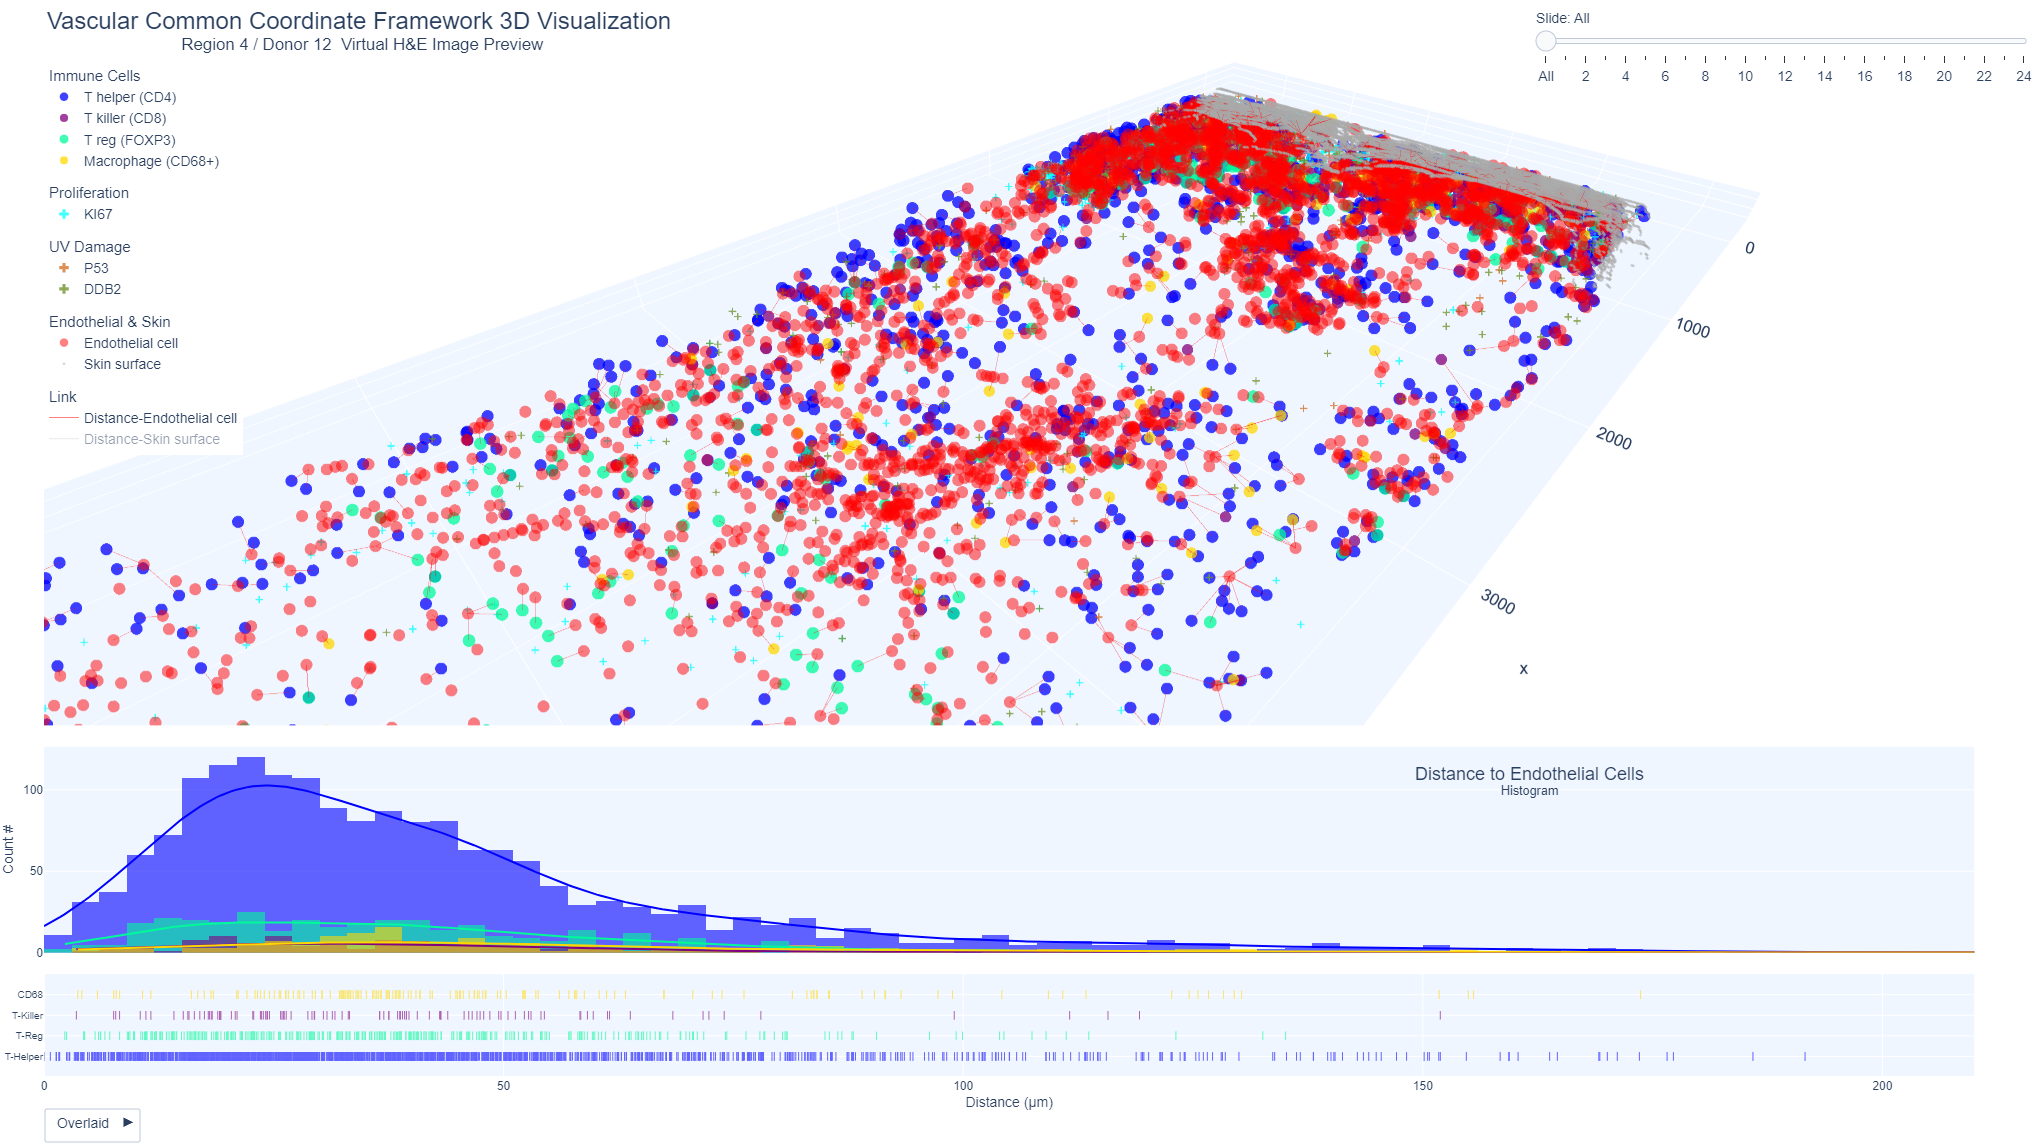 Vascular Common Coordinate Framework 3D Visualization
Region 4 / Donor 12  Virtual H&E Image Preview
Slide: All
All 2 4 6 8 10 12 14 16 18 20 22 24
Immune Cells
T helper (CD4)
T killer (CD8)
T reg (FOXP3)
Macrophage (CD68+)
Proliferation
KI67
UV Damage
P53
DDB2
Endothelial & Skin
Endothelial cell
Skin surface
Link
Distance-Endothelial cell
Distance-Skin surface
0
1000
2000
3000
x
Distance to Endothelial Cells
Histogram
Count #
100
50
0
CD68
T-Killer
T-Reg
T-Helper
0 50 100 150 200
Distance (μm)
Overlaid ►